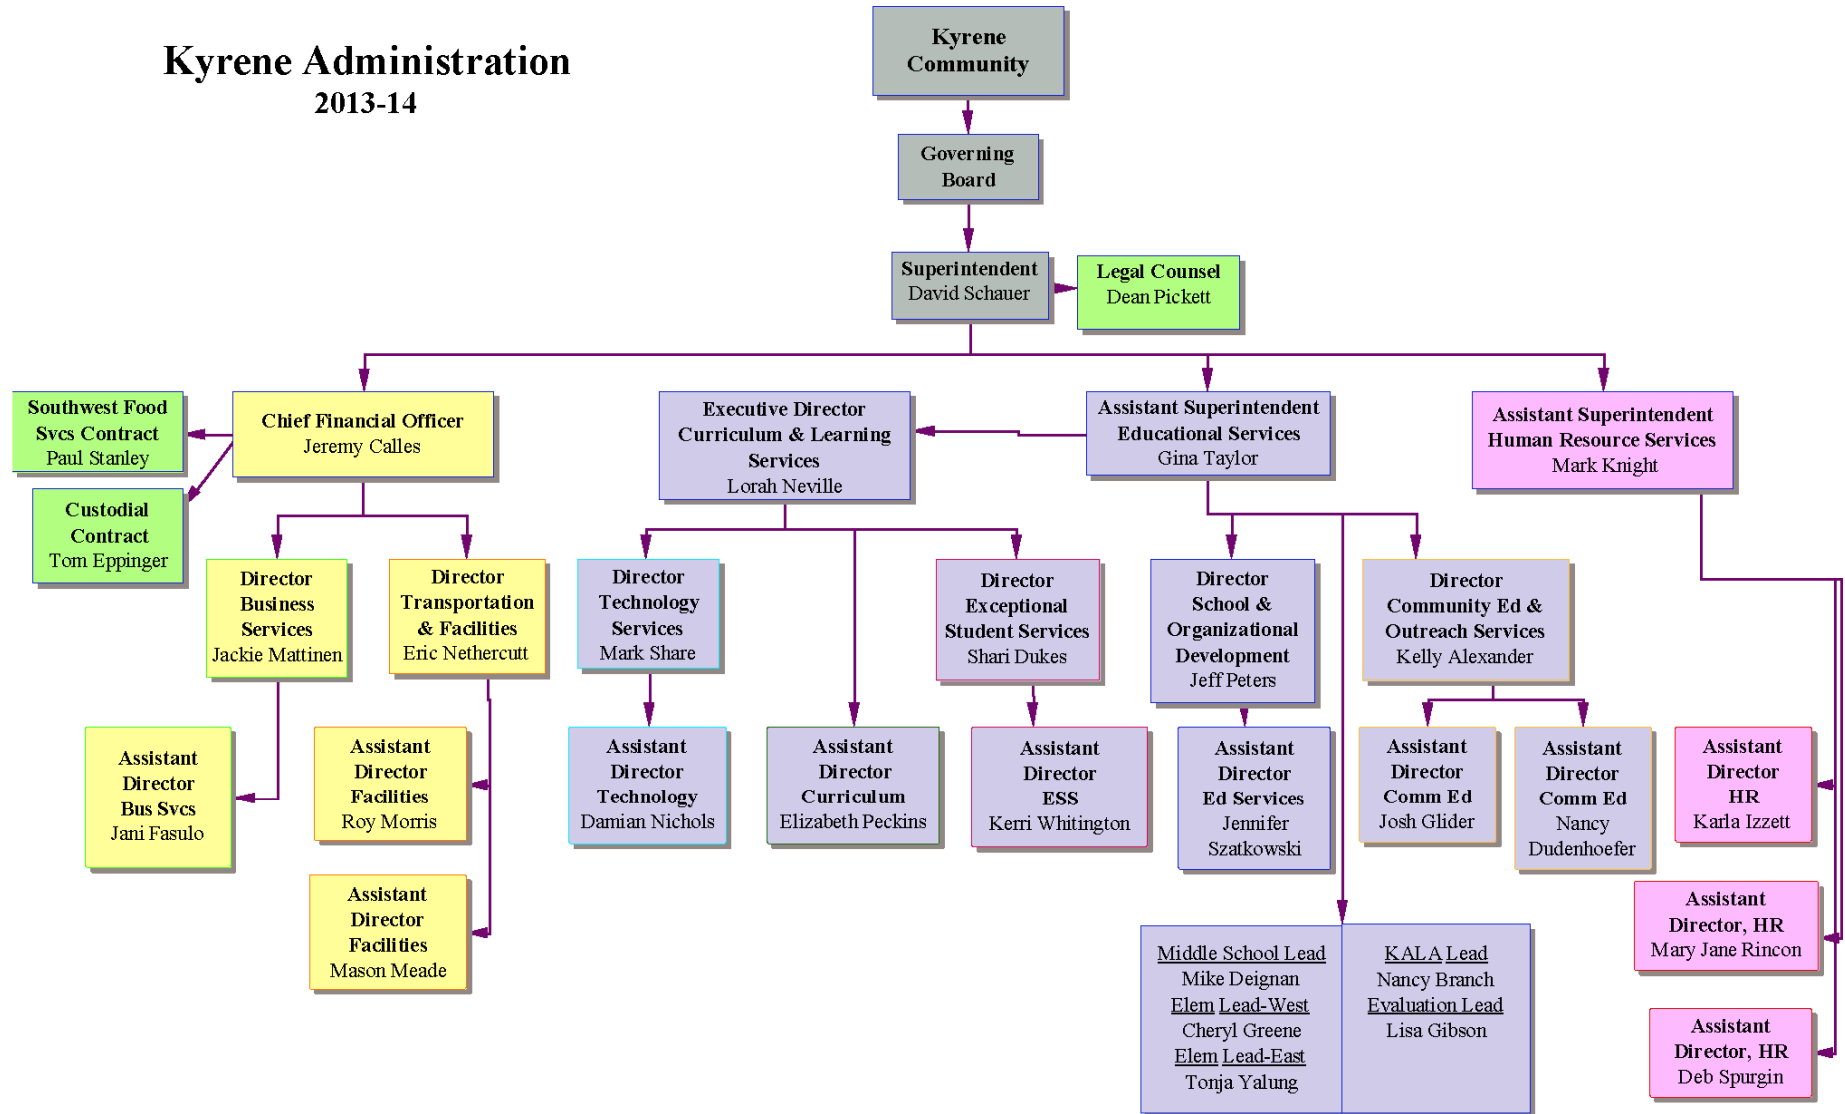 Kyrene Administration
2013-14
Kyrene
Community
Governing
Board
Superintendent
David Schauer
Legal Counsel
Dean Pickett
Southwest Food
Svcs Contract
Paul Stanley
Chief Financial Officer
Jeremy Calles
Executive Director
Curriculum & Learning
Services
Lorah Neville
Assistant Superintendent
Educational Services
Gina Taylor
Assistant Superintendent
Human Resource Services
Mark Knight
Custodial
Contract
Tom Eppinger
Director
Business
Services
Jackie Mattinen
Director
Transportation
& Facilities
Eric Nethercutt
Director
Technology
Services
Mark Share
Director
Exceptional
Student Services
Shari Dukes
Director
School &
Organizational
Development
Jeff Peters
Director
Community Ed &
Outreach Services
Kelly Alexander
Assistant
Director
Bus Svcs
Jani Fasulo
Assistant
Director
Facilities
Roy Morris
Assistant
Director
Technology
Damian Nichols
Assistant
Director
Curriculum
Elizabeth Peckins
Assistant
Director
ESS
Kerri Whitington
Assistant
Director
Ed Services
Jennifer
Szatkowski
Assistant
Director
Comm Ed
Josh Glider
Assistant
Director
Comm Ed
Nancy
Dudenhoefer
Assistant
Director
HR
Karla Izzett
Assistant
Director
Facilities
Mason Meade
Assistant
Director, HR
Mary Jane Rincon
Middle School Lead
Mike Deignan
Elem Lead-West
Cheryl Greene
Elem Lead-East
Tonja Yalung
KALA Lead
Nancy Branch
Evaluation Lead
Lisa Gibson
Assistant
Director, HR
Deb Spurgin